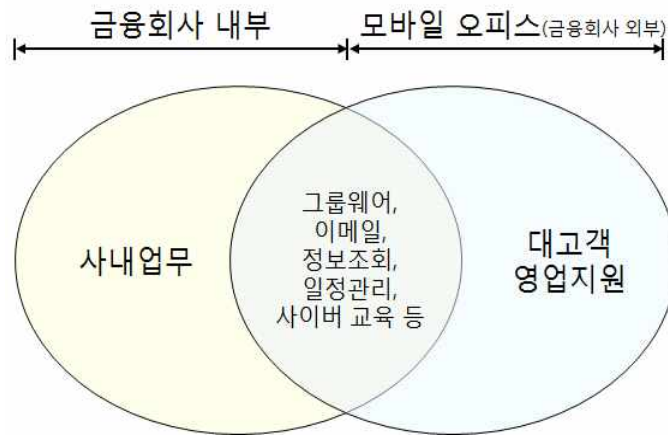 금융회사 내부
모바일 오피스(금융회사 외부)
사내업무
그룹웨어,
이메일,
정보조회,
일정관리,
사이버 교육 등
대고객
영업지원